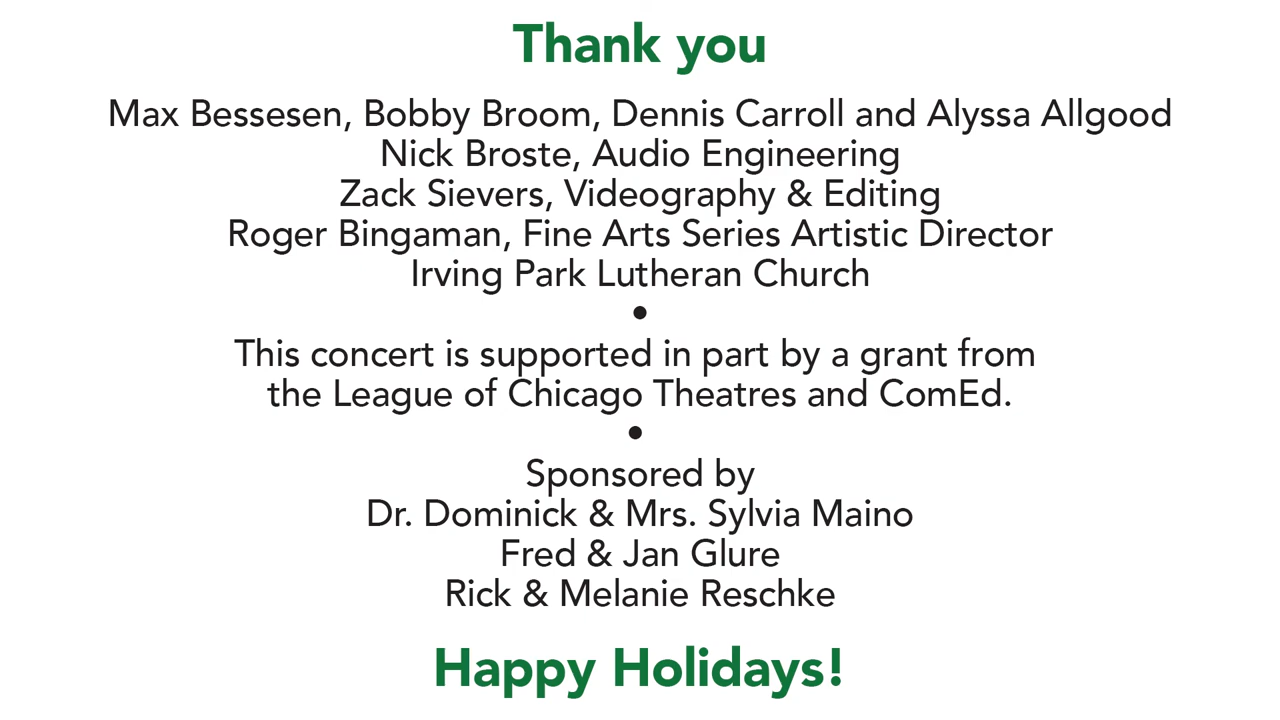 Thank you
Max Bessesen, Bobby Broom, Dennis Carroll and Alyssa Allgood
Nick Broste, Audio Engineering
Zack Sievers, Videography & Editing
Roger Bingaman, Fine Arts Series Artistic Director
Irving Park Lutheran Church
•
This concert is supported in part by a grant from
the League of Chicago Theatres and ComEd.
•
Sponsored by
Dr. Dominick & Mrs. Sylvia Maino
Fred & Jan Glure
Rick & Melanie Reschke
Happy Holidays!